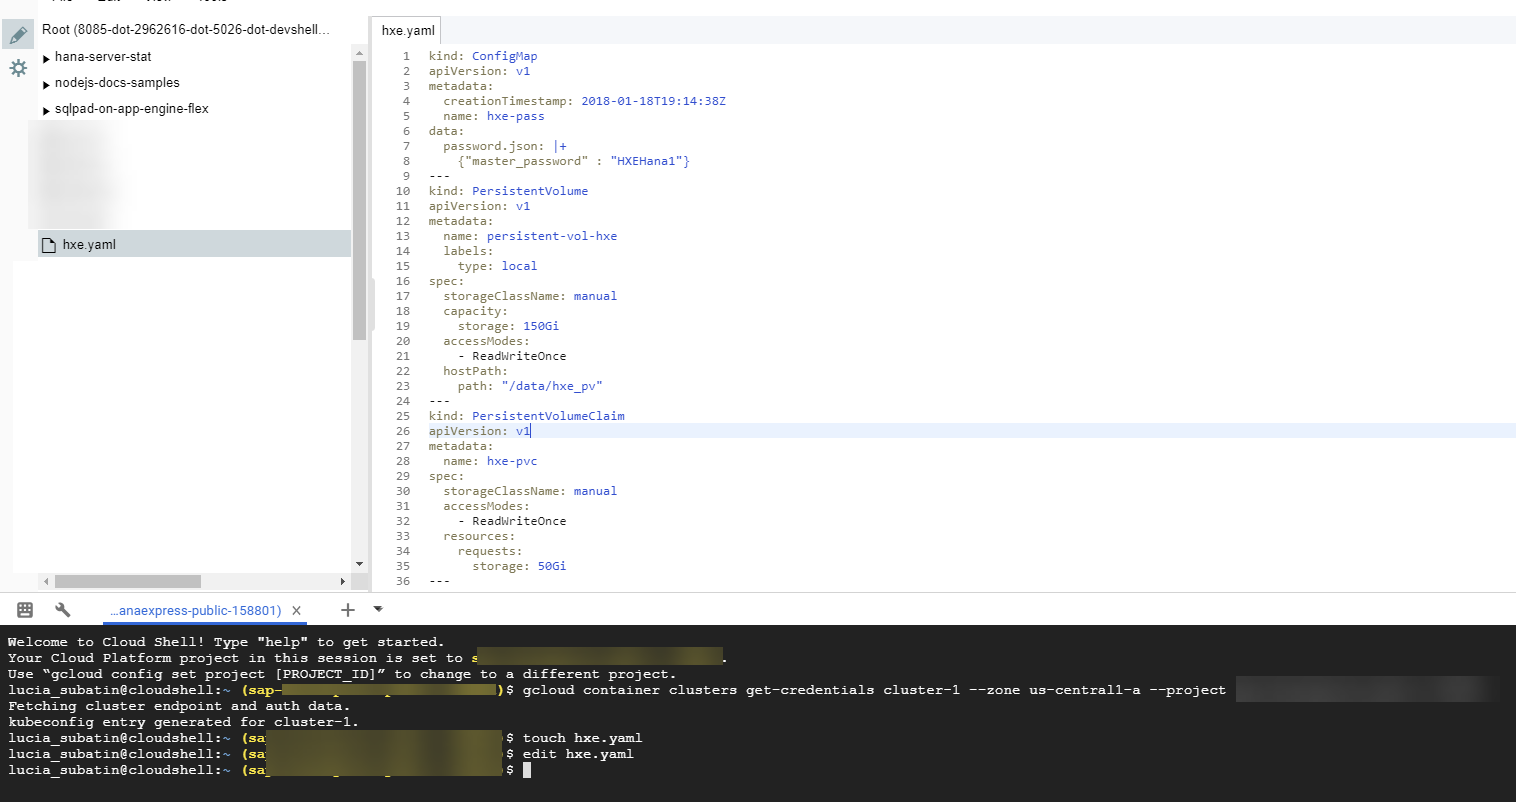 Root (8085-dot-2962616-dot-5026-dot-devshell…
hana-server-stat
nodejs-docs-samples
sqlpad-on-app-engine-flex
hxe.yaml
hxe.yaml
1 kind: ConfigMap
2 apiVersion: v1
3 metadata:
4 creationTimestamp: 2018-01-18T19:14:38Z
5 name: hxe-pass
6 data:
7 password.json: |+
8 {"master_password" : "HXEHana1"}
9 ---
10 kind: PersistentVolume
11 apiVersion: v1
12 metadata:
13 name: persistent-vol-hxe
14 labels:
15 type: local
16 spec:
17 storageClassName: manual
18 capacity:
19 storage: 150Gi
20 accessModes:
21 - ReadWriteOnce
22 hostPath:
23 path: "/data/hxe_pv"
24 ---
25 kind: PersistentVolumeClaim
26 apiVersion: v1
27 metadata:
28 name: hxe-pvc
29 spec:
30 storageClassName: manual
31 accessModes:
32 - ReadWriteOnce
33 resources:
34 requests:
35 storage: 50Gi
36 ---
…anaexpress-public-158801) ×
Welcome to Cloud Shell! Type "help" to get started.
Your Cloud Platform project in this session is set to s .
Use “gcloud config set project [PROJECT_ID]” to change to a different project.
lucia_subatin@cloudshell:~ (sap- )$ gcloud container clusters get-credentials cluster-1 --zone us-central1-a --project
Fetching cluster endpoint and auth data.
kubeconfig entry generated for cluster-1.
lucia_subatin@cloudshell:~ (sa )$ touch hxe.yaml
lucia_subatin@cloudshell:~ (sap )$ edit hxe.yaml
lucia_subatin@cloudshell:~ (sa )$